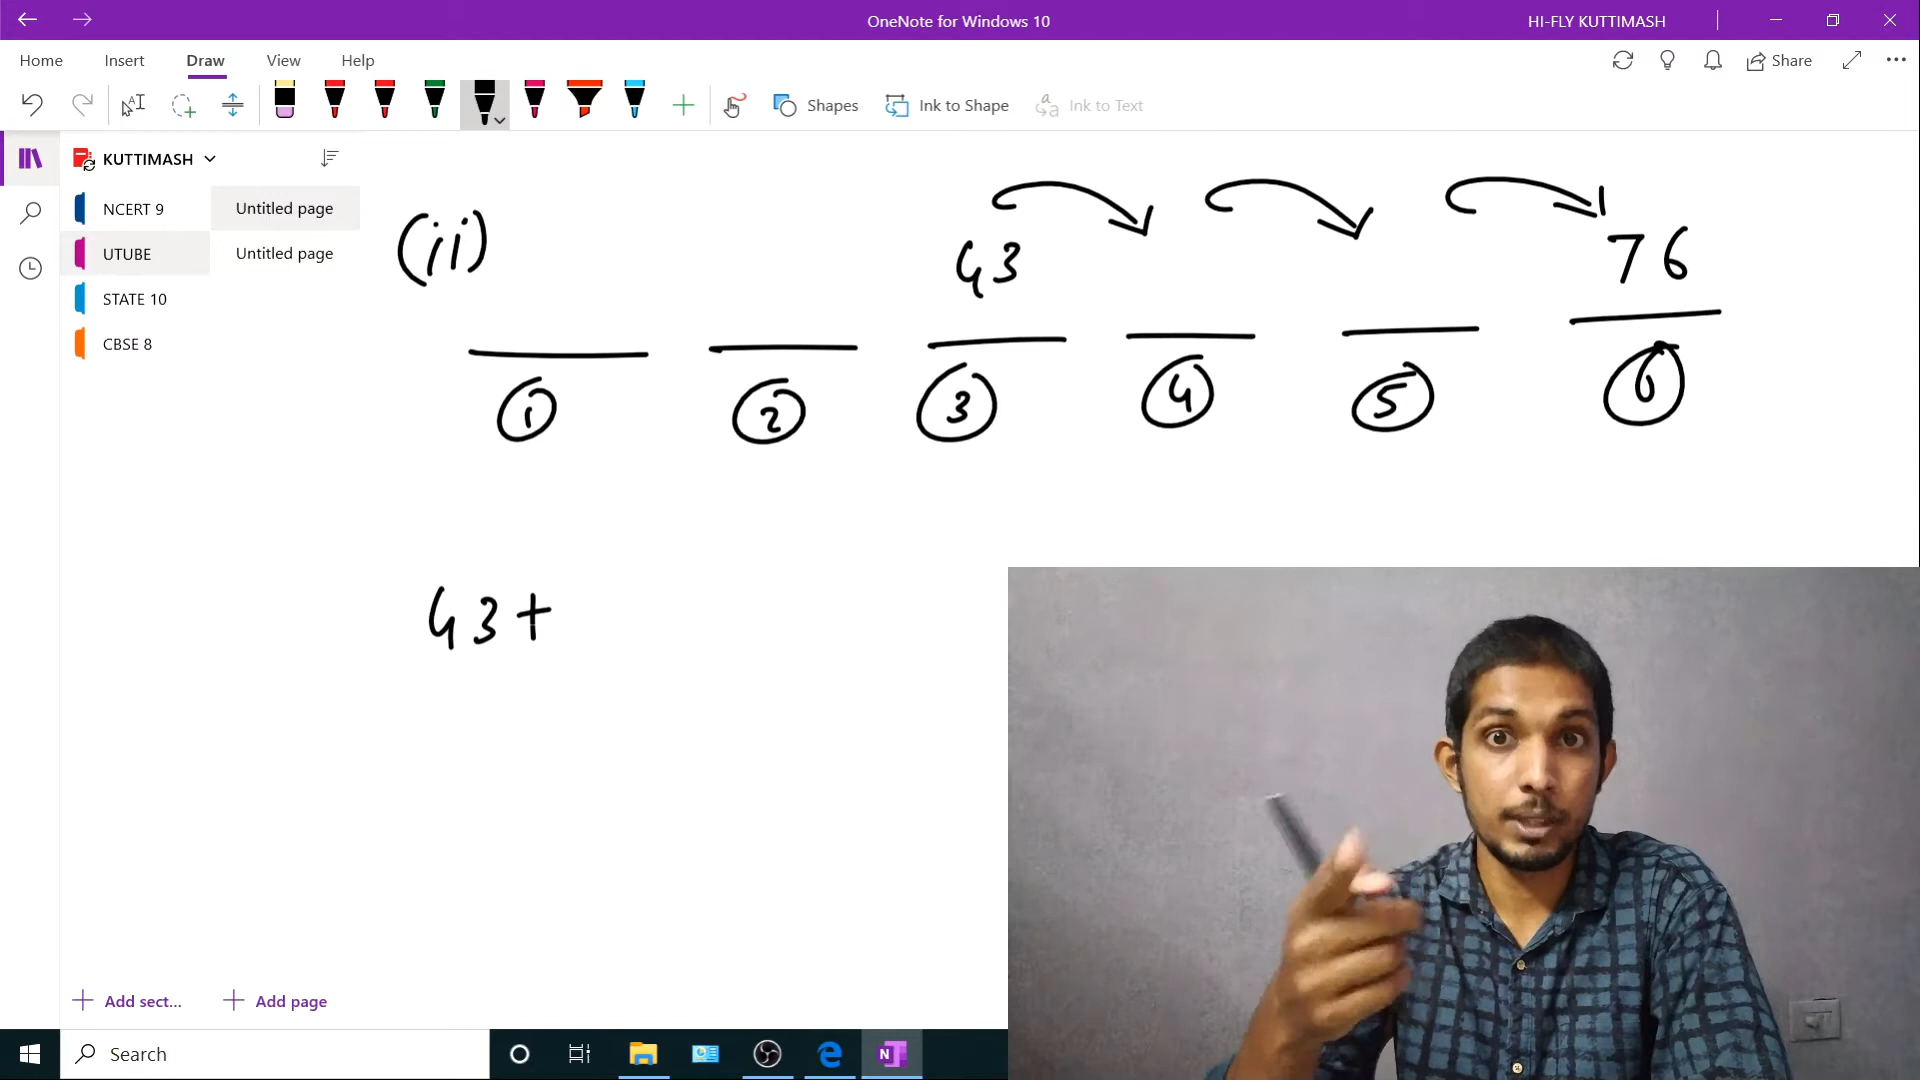 OneNote for Windows 10
HI-FLY KUTTIMASH
Home Insert Draw View Help
Share
Shapes Ink to Shape Ink to Text
KUTTIMASH
NCERT 9
UTUBE
STATE 10
CBSE 8
Untitled page
Untitled page
(ii)
43 76
1 2 3 4 5 6
43+
Add sect...
Add page
Search